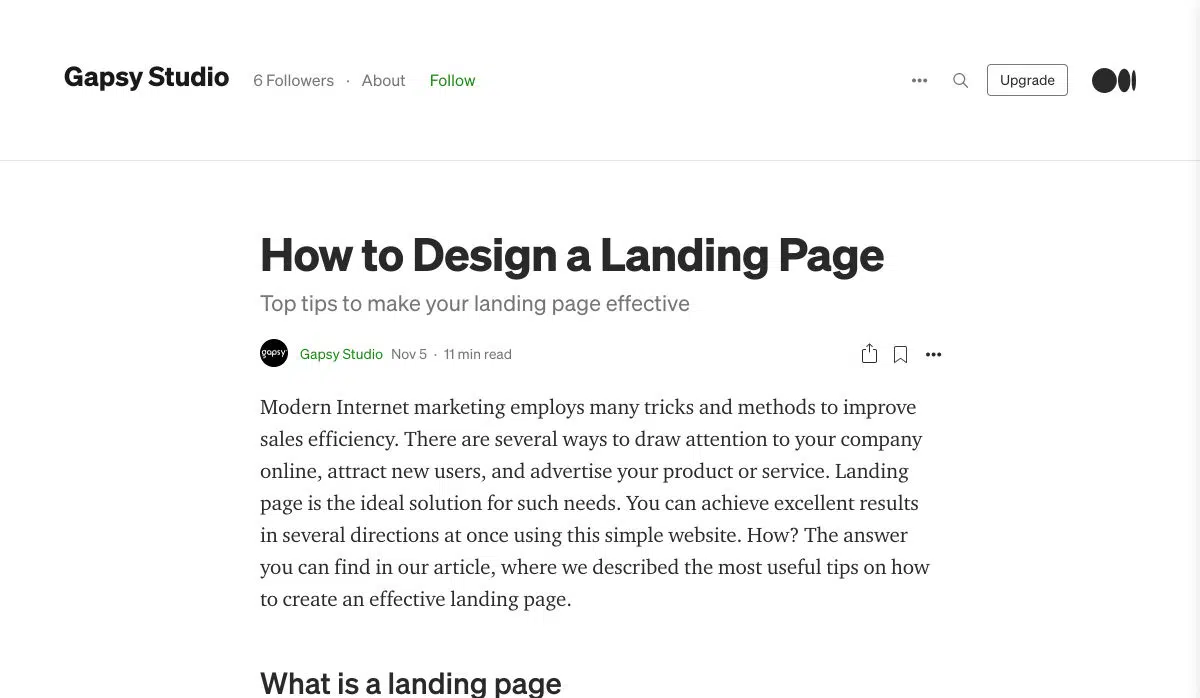 Gapsy Studio 6 Followers · About Follow Upgrade
How to Design a Landing Page
Top tips to make your landing page effective
gapsy Gapsy Studio Nov 5 · 11 min read
Modern Internet marketing employs many tricks and methods to improve
sales efficiency. There are several ways to draw attention to your company
online, attract new users, and advertise your product or service. Landing
page is the ideal solution for such needs. You can achieve excellent results
in several directions at once using this simple website. How? The answer
you can find in our article, where we described the most useful tips on how
to create an effective landing page.
What is a landing page